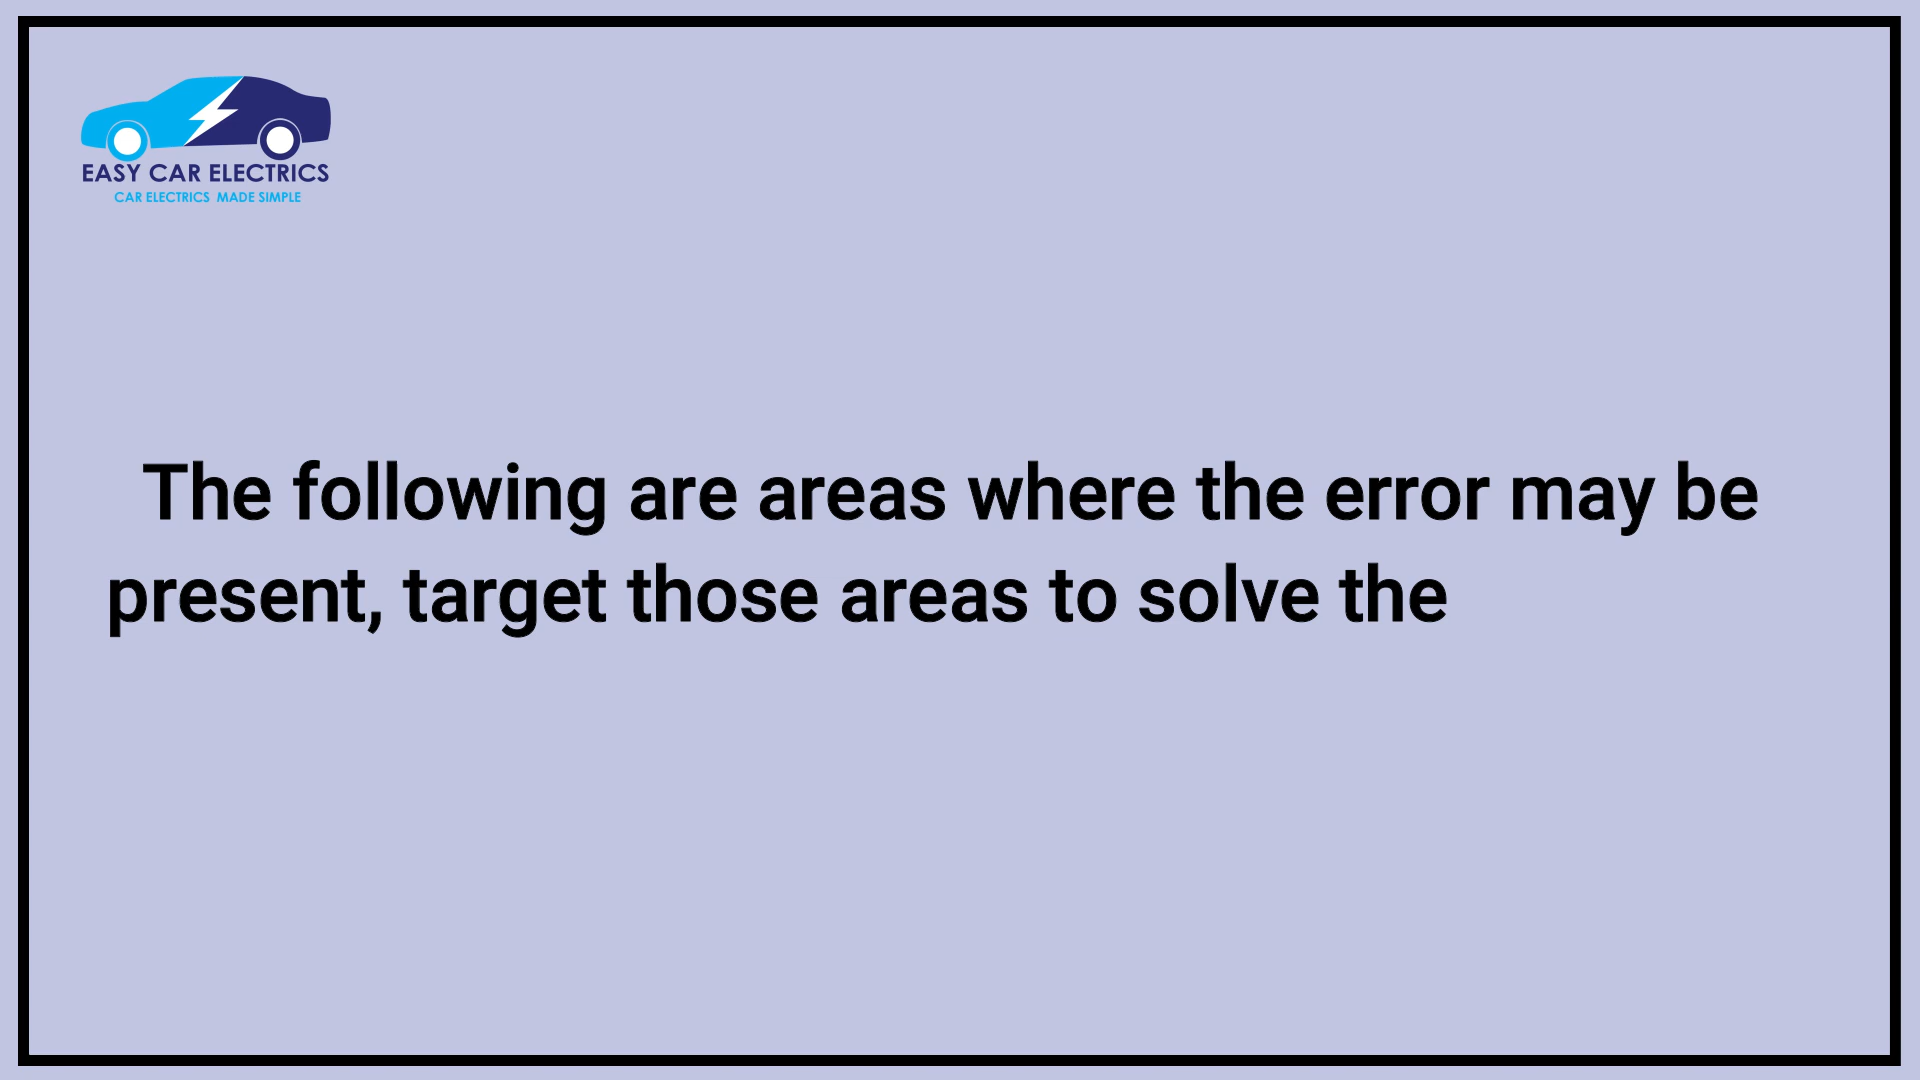 EASY CAR ELECTRICS
CAR ELECTRICS MADE SIMPLE
The following are areas where the error may be
present, target those areas to solve the